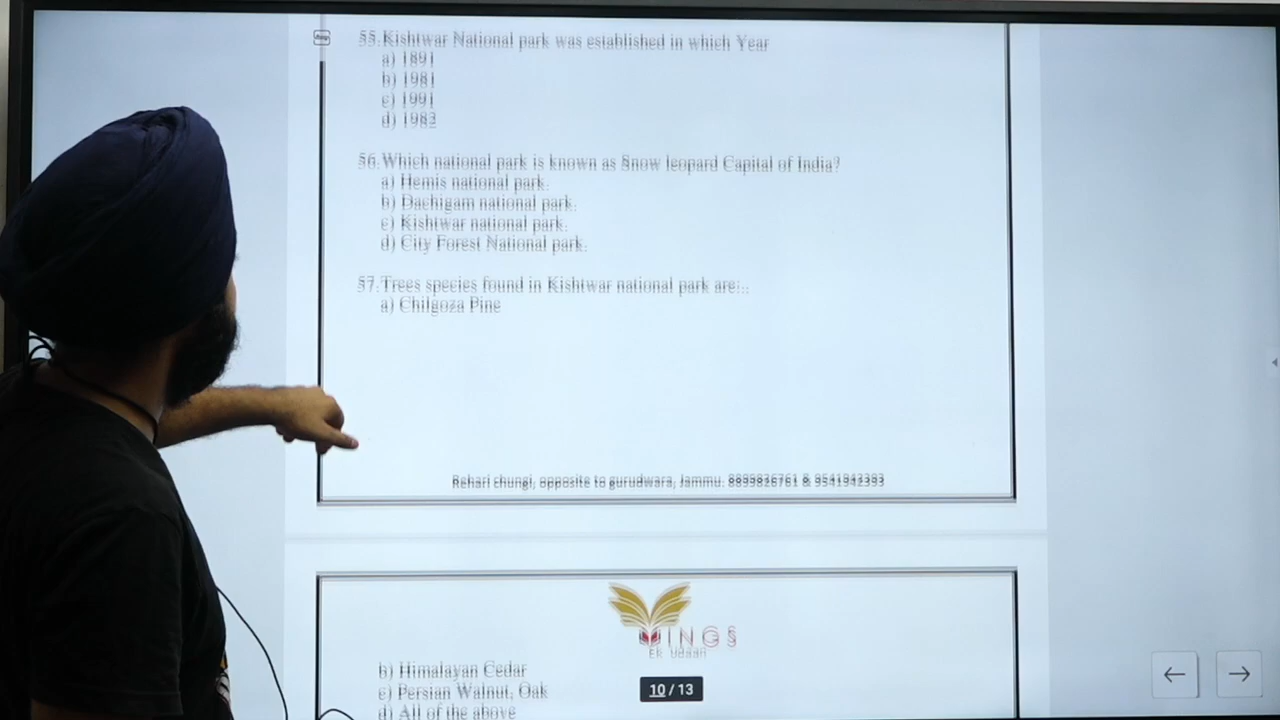 55. Kishtwar National park was established in which Year
a) 1891
b) 1981
c) 1991
d) 1982
56. Which national park is known as Snow leopard Capital of India?
a) Hemis national park.
b) Dachigam national park.
c) Kishtwar national park.
d) City Forest National park.
57. Trees species found in Kishtwar national park are:..
a) Chilgoza Pine
Rehari chungi, opposite to gurudwara, Jammu. & 9541942393
WINGS
EK Udaan
b) Himalayan Cedar
c) Persian Walnut, Oak
d) All of the above
10 / 13